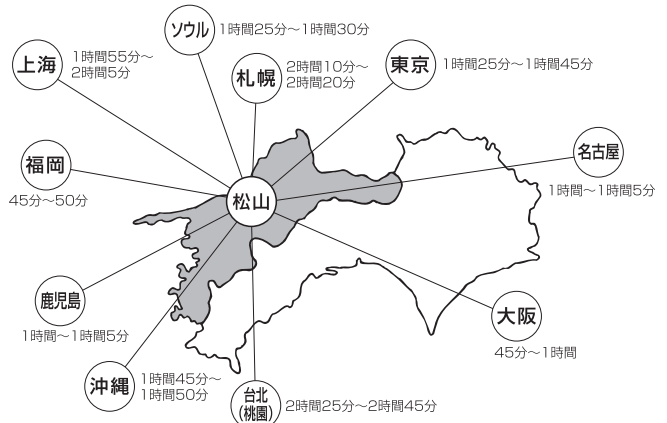 ソウル
1時間25分～1時間30分
上海
1時間55分～
2時間5分
札幌
2時間10分～
2時間20分
東京
1時間25分～1時間45分
名古屋
1時間～1時間5分
福岡
45分～50分
松山
鹿児島
1時間～1時間5分
大阪
45分～1時間
沖縄
1時間45分～
1時間50分
台北
(桃園)
2時間25分～2時間45分